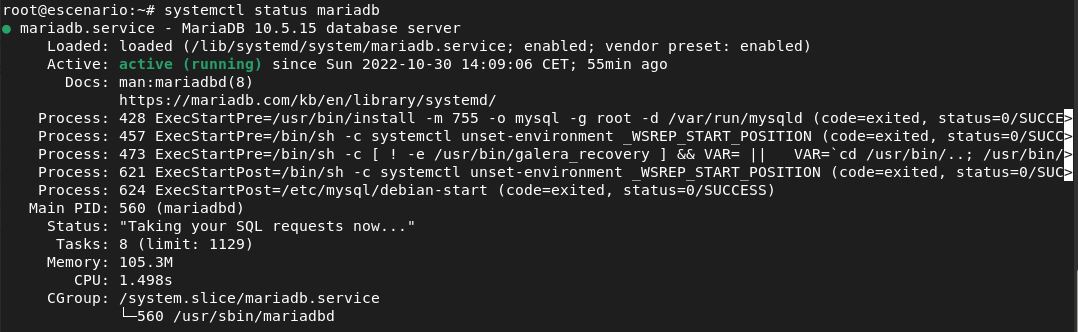 root@escenario:~# systemctl status mariadb
● mariadb.service - MariaDB 10.5.15 database server
     Loaded: loaded (/lib/systemd/system/mariadb.service; enabled; vendor preset: enabled)
     Active: active (running) since Sun 2022-10-30 14:09:06 CET; 55min ago
       Docs: man:mariadbd(8)
             https://mariadb.com/kb/en/library/systemd/
    Process: 428 ExecStartPre=/usr/bin/install -m 755 -o mysql -g root -d /var/run/mysqld (code=exited, status=0/SUCCE>
    Process: 457 ExecStartPre=/bin/sh -c systemctl unset-environment _WSREP_START_POSITION (code=exited, status=0/SUCC>
    Process: 473 ExecStartPre=/bin/sh -c [ ! -e /usr/bin/galera_recovery ] && VAR= ||   VAR=`cd /usr/bin/..; /usr/bin/>
    Process: 621 ExecStartPost=/bin/sh -c systemctl unset-environment _WSREP_START_POSITION (code=exited, status=0/SUC>
    Process: 624 ExecStartPost=/etc/mysql/debian-start (code=exited, status=0/SUCCESS)
   Main PID: 560 (mariadbd)
     Status: "Taking your SQL requests now..."
      Tasks: 8 (limit: 1129)
     Memory: 105.3M
        CPU: 1.498s
     CGroup: /system.slice/mariadb.service
             └─560 /usr/sbin/mariadbd